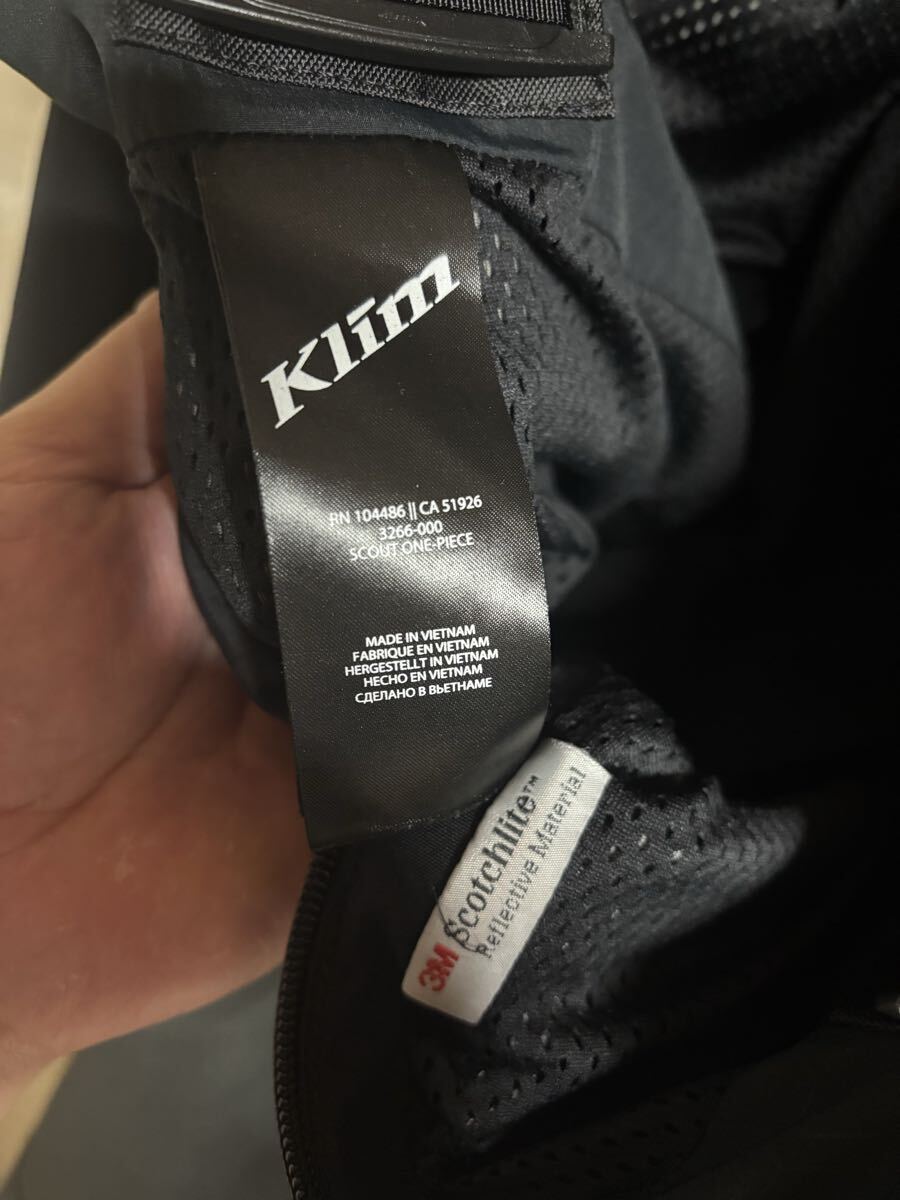 Klim
RN 104486 || CA 51926
3266-000
SCOUT ONE-PIECE
MADE IN VIETNAM
FABRIQUE EN VIETNAM
HERGESTELLT IN VIETNAM
HECHO EN VIETNAM
СДЕЛАНО В ВЬЕТНАМЕ
3M Scotchlite™
Reflective Material